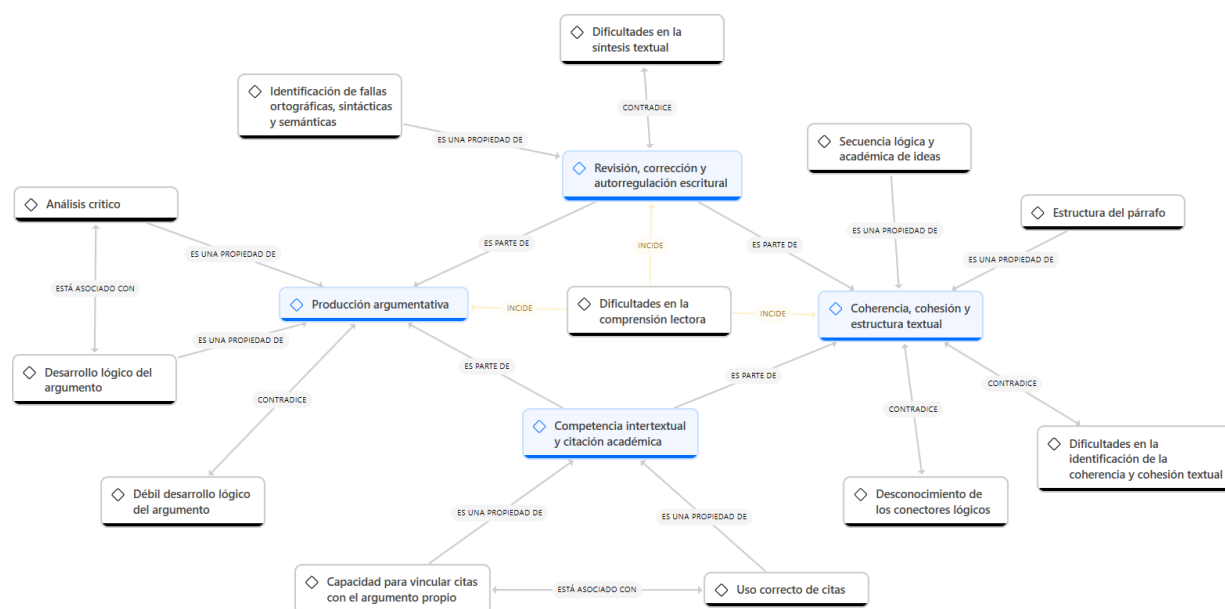 Dificultades en la
síntesis textual
Identificación de fallas
ortográficas, sintácticas
y semánticas
CONTRADICE
ES UNA PROPIEDAD DE
Secuencia lógica y
académica de ideas
Revisión, corrección y
autorregulación escritural
Análisis crítico
Estructura del párrafo
ES UNA PROPIEDAD DE
ES PARTE DE
INCIDE
ES PARTE DE
ES UNA PROPIEDAD DE
ES UNA PROPIEDAD DE
ESTÁ ASOCIADO CON
Producción argumentativa
INCIDE
Dificultades en la
comprensión lectora
INCIDE
Coherencia, cohesión y
estructura textual
ES UNA PROPIEDAD DE
Desarrollo lógico del
argumento
ES PARTE DE
ES PARTE DE
CONTRADICE
CONTRADICE
CONTRADICE
Competencia intertextual
y citación académica
Dificultades en la
identificación de la
coherencia y cohesión textual
Débil desarrollo lógico
del argumento
Desconocimiento de
los conectores lógicos
ES UNA PROPIEDAD DE
ES UNA PROPIEDAD DE
Capacidad para vincular citas
con el argumento propio
ESTÁ ASOCIADO CON
Uso correcto de citas